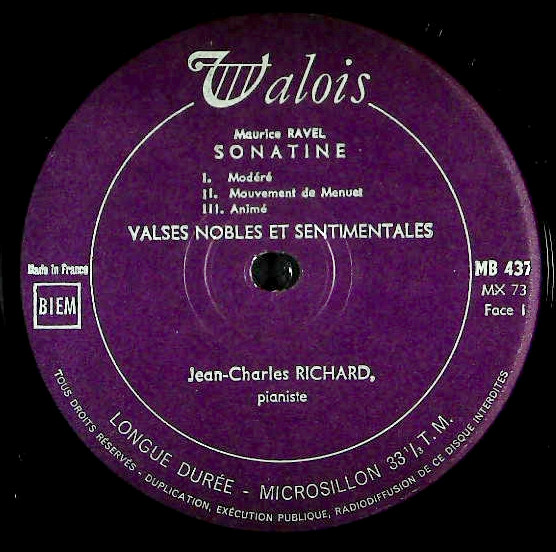 Valois
Maurice RAVEL
SONATINE
I. Modéré
II. Mouvement de Menuet
III. Animé
VALSES NOBLES ET SENTIMENTALES
Made in France
BIEM
MB 437
MX 73
Face 1
Jean-Charles RICHARD,
pianiste
LONGUE DURÉE - MICROSILLON 33 1/3 T. M.
TOUS DROITS RÉSERVÉS - DUPLICATION, EXÉCUTION PUBLIQUE, RADIODIFFUSION DE CE DISQUE INTERDITES